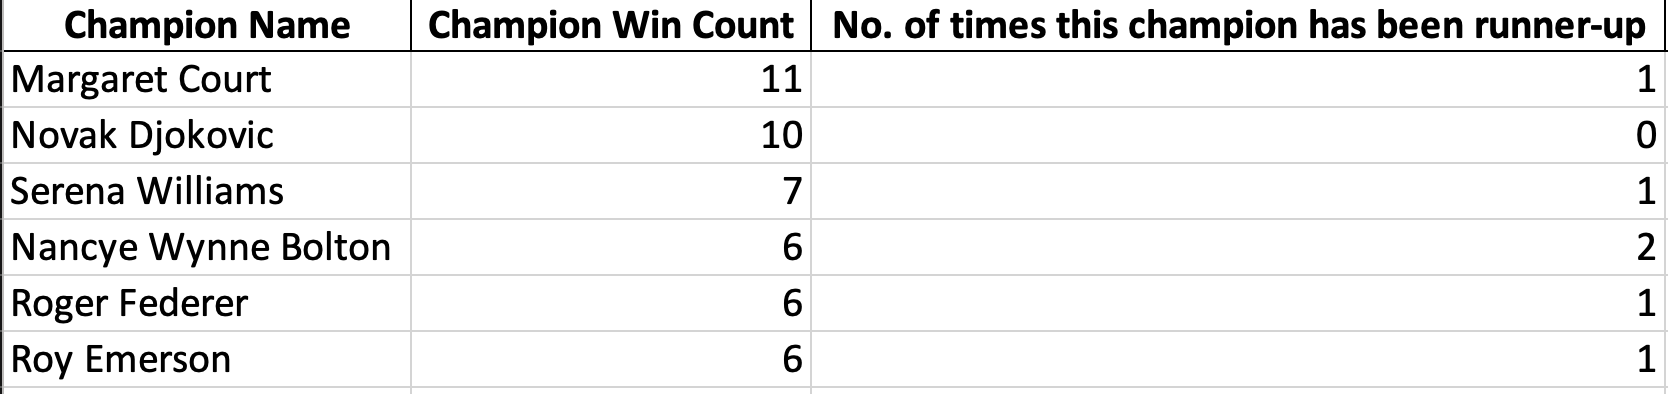 Champion Name Champion Win Count No. of times this champion has been runner-up
Margaret Court 11 1
Novak Djokovic 10 0
Serena Williams 7 1
Nancye Wynne Bolton 6 2
Roger Federer 6 1
Roy Emerson 6 1